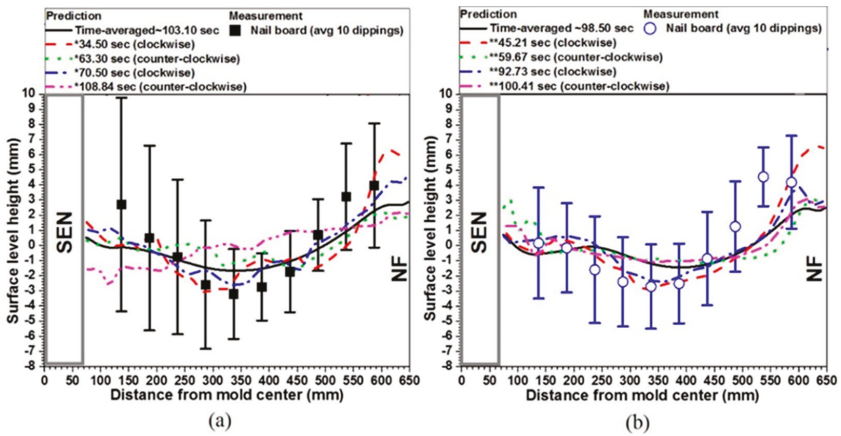 Prediction Measurement
Time-averaged~103.10 sec Nail board (avg 10 dippings)
*34.50 sec (clockwise)
*63.30 sec (counter-clockwise)
*70.50 sec (clockwise)
*108.84 sec (counter-clockwise)
Surface level height (mm)
10
9
8
7
6
5
4
3
2
1
0
-1
-2
-3
-4
-5
-6
-7
-8
SEN
NF
0 50 100 150 200 250 300 350 400 450 500 550 600 650
Distance from mold center (mm)
(a)
Prediction Measurement
Time-averaged ~98.50 sec Nail board (avg 10 dippings)
**45.21 sec (clockwise)
**59.67 sec (counter-clockwise)
**92.73 sec (clockwise)
**100.41 sec (counter-clockwise)
Surface level height (mm)
10
9
8
7
6
5
4
3
2
1
0
-1
-2
-3
-4
-5
-6
-7
-8
SEN
NF
0 50 100 150 200 250 300 350 400 450 500 550 600 650
Distance from mold center (mm)
(b)